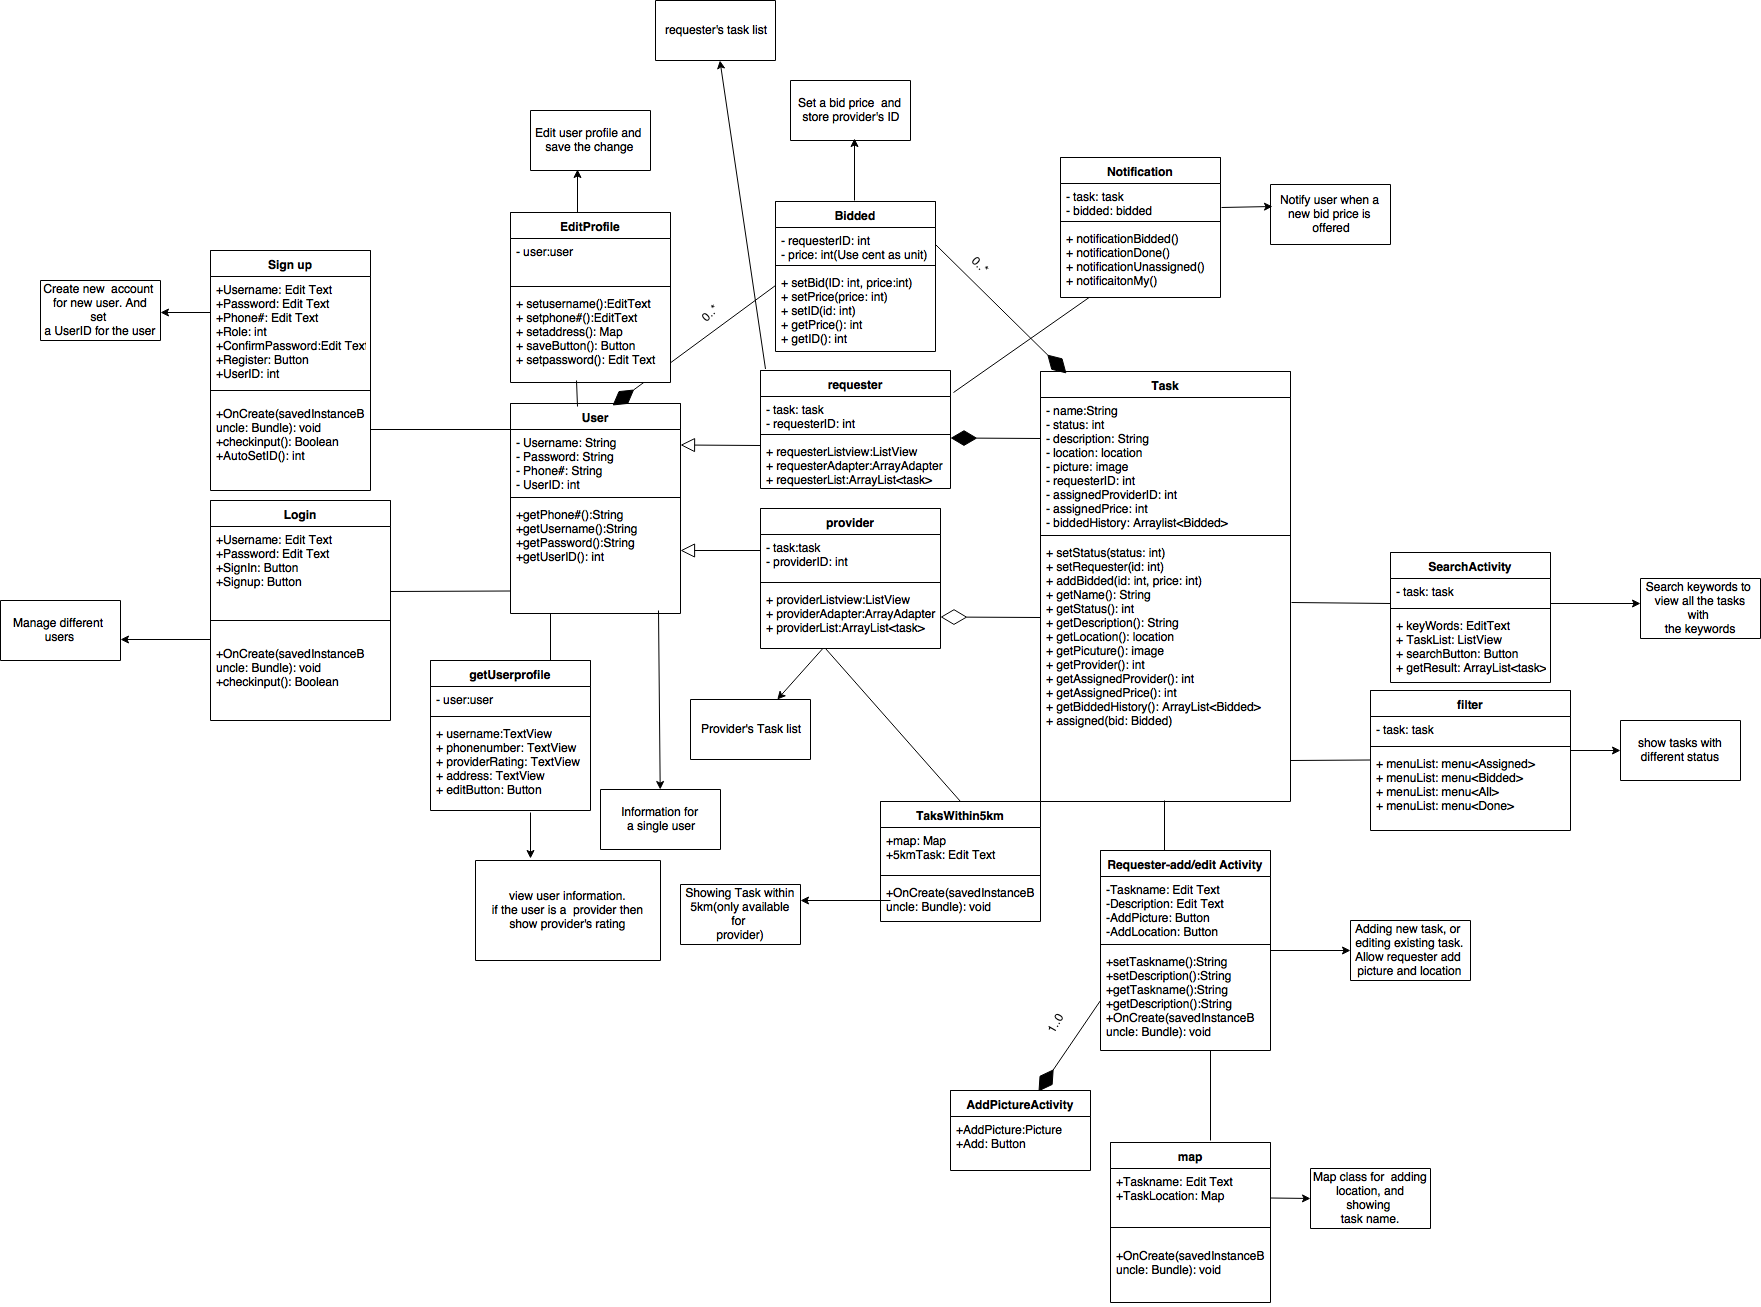 requester's task list
Set a bid price  and
store provider's ID
Edit user profile and
save the change
Notification
- task: task
- bidded: bidded
+ notificationBidded()
+ notificationDone()
+ notificationUnassigned()
+ notificaitonMy()
Notify user when a
new bid price is
offered
Bidded
- requesterID: int
- price: int(Use cent as unit)
+ setBid(ID: int, price:int)
+ setPrice(price: int)
+ setID(id: int)
+ getPrice(): int
+ getID(): int
0..*
0..*
EditProfile
- user:user
+ setusername():EditText
+ setphone#():EditText
+ setaddress(): Map
+ saveButton(): Button
+ setpassword(): Edit Text
Sign up
+Username: Edit Text
+Password: Edit Text
+Phone#: Edit Text
+Role: int
+ConfirmPassword:Edit Text
+Register: Button
+UserID: int
+OnCreate(savedInstanceB
uncle: Bundle): void
+checkinput(): Boolean
+AutoSetID(): int
Create new  account
for new user. And
set
a UserID for the user
requester
- task: task
- requesterID: int
+ requesterListview:ListView
+ requesterAdapter:ArrayAdapter
+ requesterList:ArrayList<task>
Task
- name:String
- status: int
- description: String
- location: location
- picture: image
- requesterID: int
- assignedProviderID: int
- assignedPrice: int
- biddedHistory: Arraylist<Bidded>
+ setStatus(status: int)
+ setRequester(id: int)
+ addBidded(id: int, price: int)
+ getName(): String
+ getStatus(): int
+ getDescription(): String
+ getLocation(): location
+ getPicuture(): image
+ getProvider(): int
+ getAssignedProvider(): int
+ getAssignedPrice(): int
+ getBiddedHistory(): ArrayList<Bidded>
+ assigned(bid: Bidded)
User
- Username: String
- Password: String
- Phone#: String
- UserID: int
+getPhone#():String
+getUsername():String
+getPassword():String
+getUserID(): int
Login
+Username: Edit Text
+Password: Edit Text
+SignIn: Button
+Signup: Button
+OnCreate(savedInstanceB
uncle: Bundle): void
+checkinput(): Boolean
Manage different
users
provider
- task:task
- providerID: int
+ providerListview:ListView
+ providerAdapter:ArrayAdapter
+ providerList:ArrayList<task>
SearchActivity
- task: task
+ keyWords: EditText
+ TaskList: ListView
+ searchButton: Button
+ getResult: ArrayList<task>
Search keywords to
view all the tasks
with
the keywords
getUserprofile
- user:user
+ username:TextView
+ phonenumber: TextView
+ providerRating: TextView
+ address: TextView
+ editButton: Button
Provider's Task list
filter
- task: task
+ menuList: menu<Assigned>
+ menuList: menu<Bidded>
+ menuList: menu<All>
+ menuList: menu<Done>
show tasks with
different status
Information for
a single user
TaksWithin5km
+map: Map
+5kmTask: Edit Text
+OnCreate(savedInstanceB
uncle: Bundle): void
view user information.
if the user is a  provider then
show provider's rating
Showing Task within
5km(only available
for
provider)
Requester-add/edit Activity
-Taskname: Edit Text
-Description: Edit Text
-AddPicture: Button
-AddLocation: Button
+setTaskname():String
+setDescription():String
+getTaskname():String
+getDescription():String
+OnCreate(savedInstanceB
uncle: Bundle): void
Adding new task, or
editing existing task.
Allow requester add
picture and location
1..0
AddPictureActivity
+AddPicture:Picture
+Add: Button
map
+Taskname: Edit Text
+TaskLocation: Map
+OnCreate(savedInstanceB
uncle: Bundle): void
Map class for  adding
location, and
showing
task name.